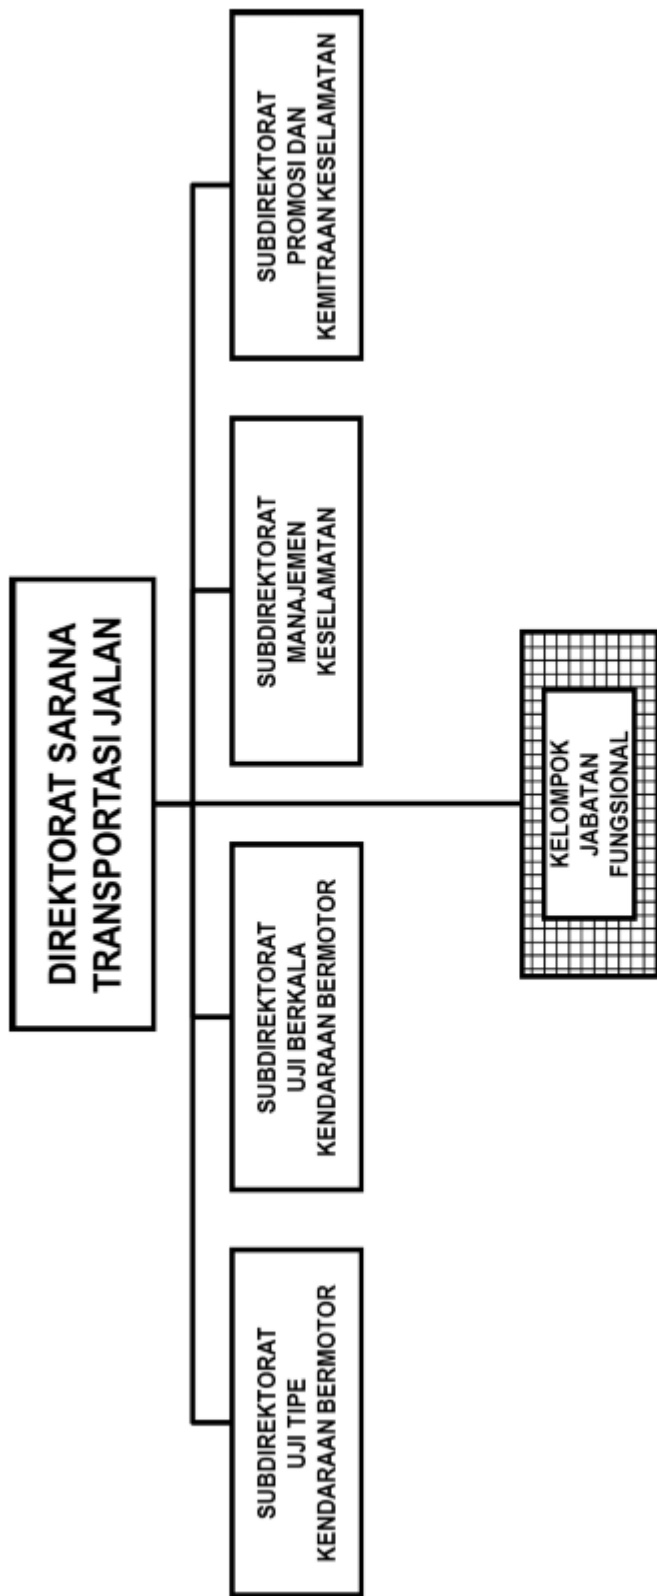 DIREKTORAT SARANA
TRANSPORTASI JALAN
SUBDIREKTORAT
UJI TIPE
KENDARAAN BERMOTOR
SUBDIREKTORAT
UJI BERKALA
KENDARAAN BERMOTOR
SUBDIREKTORAT
MANAJEMEN
KESELAMATAN
SUBDIREKTORAT
PROMOSI DAN
KEMITRAAN KESELAMATAN
KELOMPOK
JABATAN
FUNGSIONAL